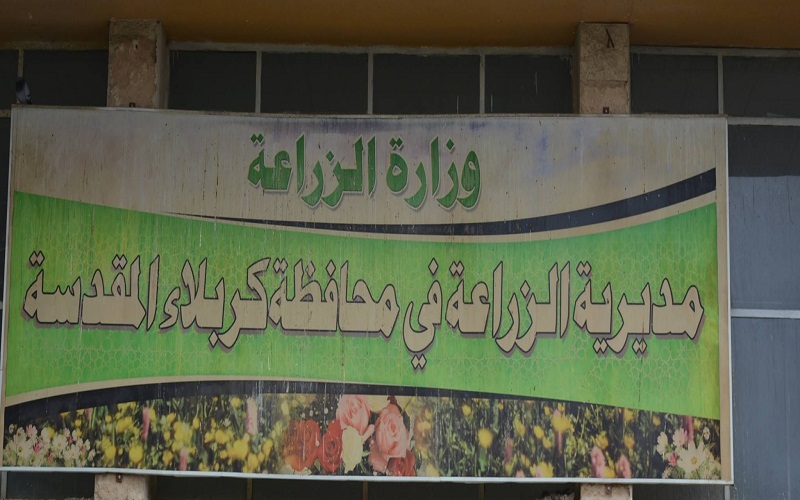 وزارة الزراعة
مديرية الزراعة في محافظة كربلاء المقدسة